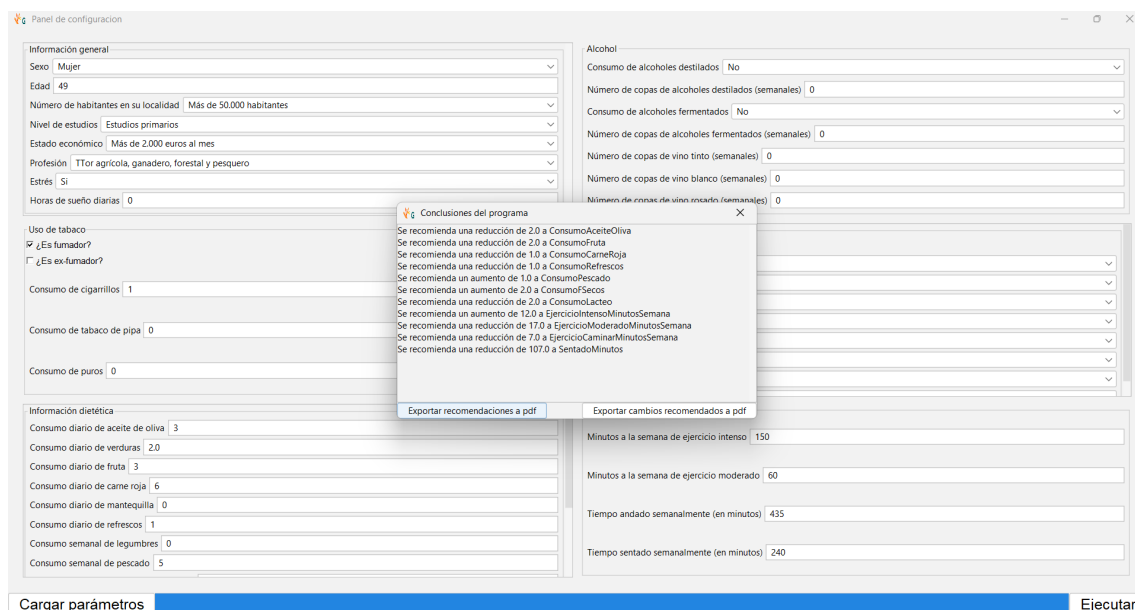 Panel de configuracion
Información general
Sexo Mujer
Edad 49
Número de habitantes en su localidad Más de 50.000 habitantes
Nivel de estudios Estudios primarios
Estado económico Más de 2.000 euros al mes
Profesión TTor agrícola, ganadero, forestal y pesquero
Estrés Si
Horas de sueño diarias 0
Alcohol
Consumo de alcoholes destilados No
Número de copas de alcoholes destilados (semanales) 0
Consumo de alcoholes fermentados No
Número de copas de alcoholes fermentados (semanales) 0
Número de copas de vino tinto (semanales) 0
Número de copas de vino blanco (semanales) 0
Número de copas de vino rosado (semanales) 0
Uso de tabaco
¿Es fumador?
¿Es ex-fumador?
Consumo de cigarrillos 1
Consumo de tabaco de pipa 0
Consumo de puros 0
Conclusiones del programa
Se recomienda una reducción de 2.0 a ConsumoAceiteOliva
Se recomienda una reducción de 2.0 a ConsumoFruta
Se recomienda una reducción de 1.0 a ConsumoCarneRoja
Se recomienda una reducción de 1.0 a ConsumoRefrescos
Se recomienda un aumento de 1.0 a ConsumoPescado
Se recomienda un aumento de 2.0 a ConsumoFSecos
Se recomienda una reducción de 2.0 a ConsumoLacteo
Se recomienda un aumento de 12.0 a EjercicioIntensoMinutosSemana
Se recomienda una reducción de 17.0 a EjercicioModeradoMinutosSemana
Se recomienda una reducción de 7.0 a EjercicioCaminarMinutosSemana
Se recomienda una reducción de 107.0 a SentadoMinutos
Exportar recomendaciones a pdf
Exportar cambios recomendados a pdf
Información dietética
Consumo diario de aceite de oliva 3
Consumo diario de verduras 2.0
Consumo diario de fruta 3
Consumo diario de carne roja 6
Consumo diario de mantequilla 0
Consumo diario de refrescos 1
Consumo semanal de legumbres 0
Consumo semanal de pescado 5
Minutos a la semana de ejercicio intenso 150
Minutos a la semana de ejercicio moderado 60
Tiempo andado semanalmente (en minutos) 435
Tiempo sentado semanalmente (en minutos) 240
Cargar parámetros
Ejecutar